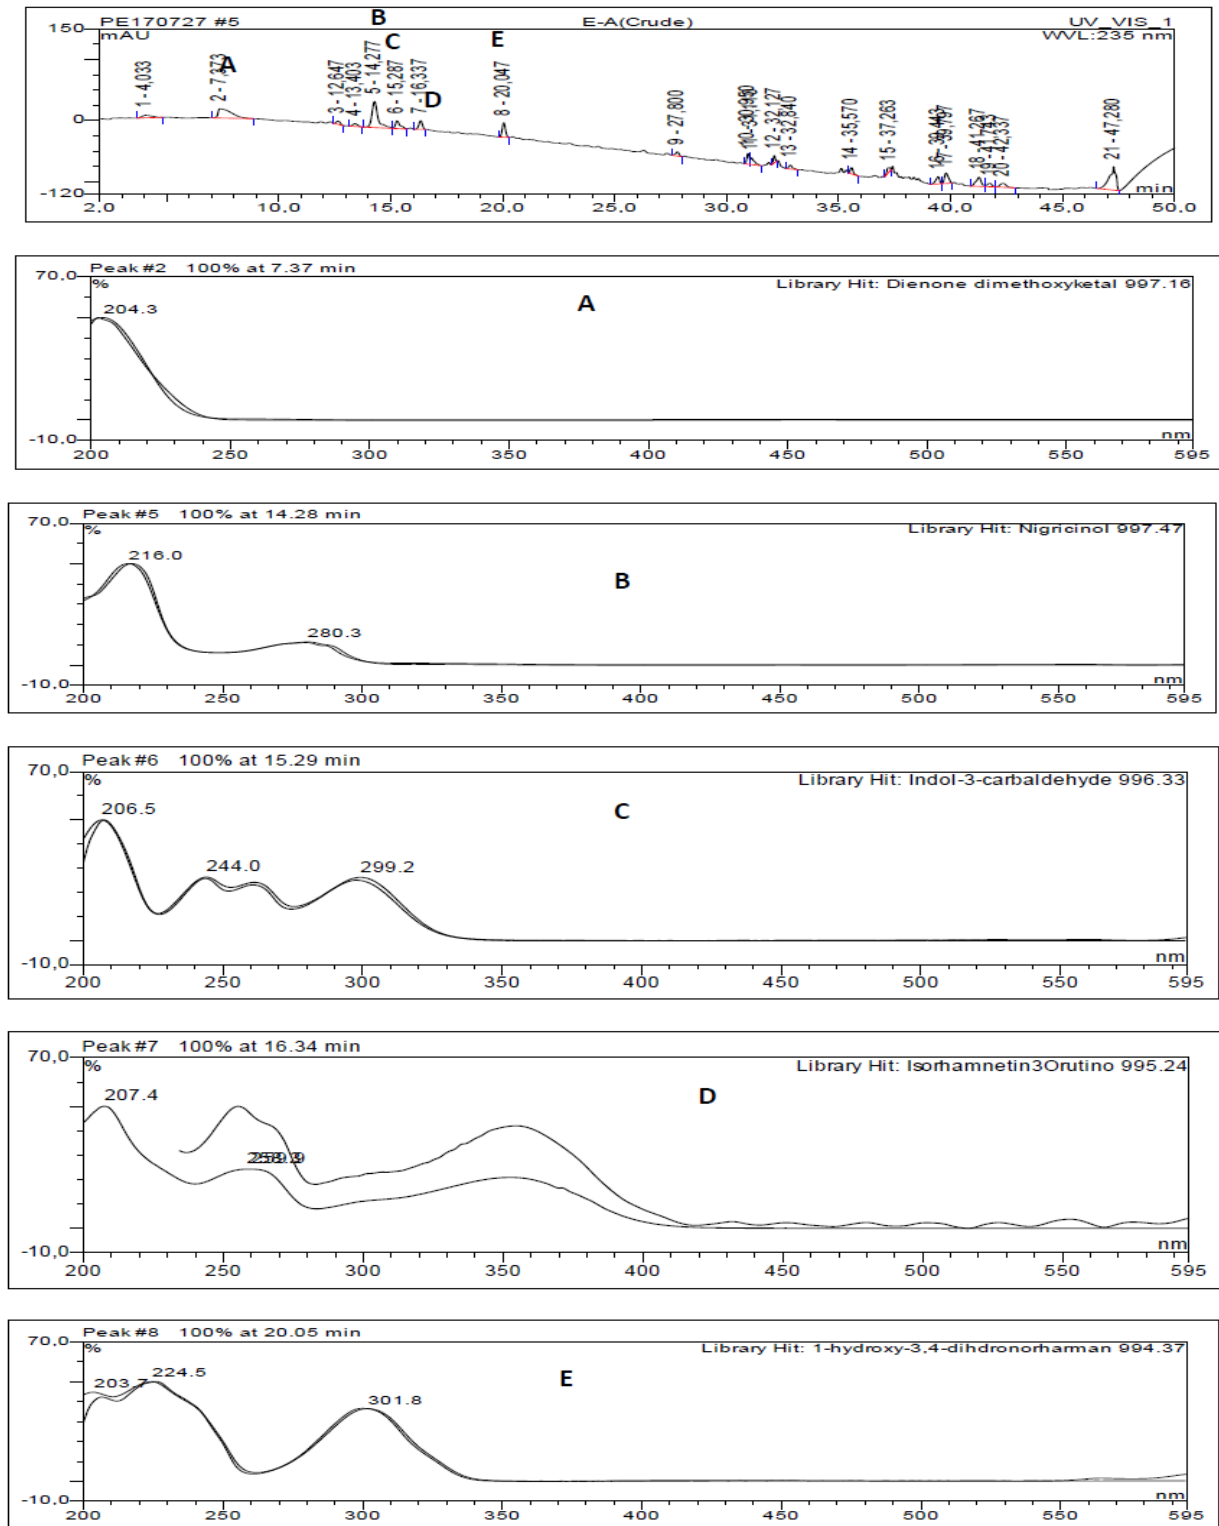 B
PE170727 #5 E-A(Crude) UV_VIS_1
150 mAU WVL:235 nm
C E
A D
1 - 4,033
2 - 7,373
3 - 12,647
4 - 13,403
5 - 14,277
6 - 15,287
7 - 16,337
8 - 20,047
9 - 27,800
12 - 32,127
13 - 32,840
14 - 35,570
15 - 37,263
18 - 41,267
20 - 42,337
21 - 47,280
0
-120 min
2.0 10.0 15.0 20.0 25.0 30.0 35.0 40.0 45.0 50.0
Peak #2 100% at 7.37 min
70.0 % Library Hit: Dienone dimethoxyketal 997.16
204.3 A
-10.0 nm
200 250 300 350 400 450 500 550 595
Peak #5 100% at 14.28 min
70,0 % Library Hit: Nigricinol 997.47
216.0
B
280.3
-10.0 nm
200 250 300 350 400 450 500 550 595
Peak #6 100% at 15.29 min
70,0 % Library Hit: Indol-3-carbaldehyde 996.33
206.5 C
244.0 299.2
-10,0 nm
200 250 300 350 400 450 500 550 595
Peak #7 100% at 16.34 min
70,0 % Library Hit: Isorhamnetin3Orutino 995.24
207.4 D
-10,0 nm
200 250 300 350 400 450 500 550 595
Peak #8 100% at 20.05 min
70,0 % Library Hit: 1-hydroxy-3,4-dihdronorharman 994.37
203.7 224.5 E
301.8
-10,0 nm
200 250 300 350 400 450 500 550 595